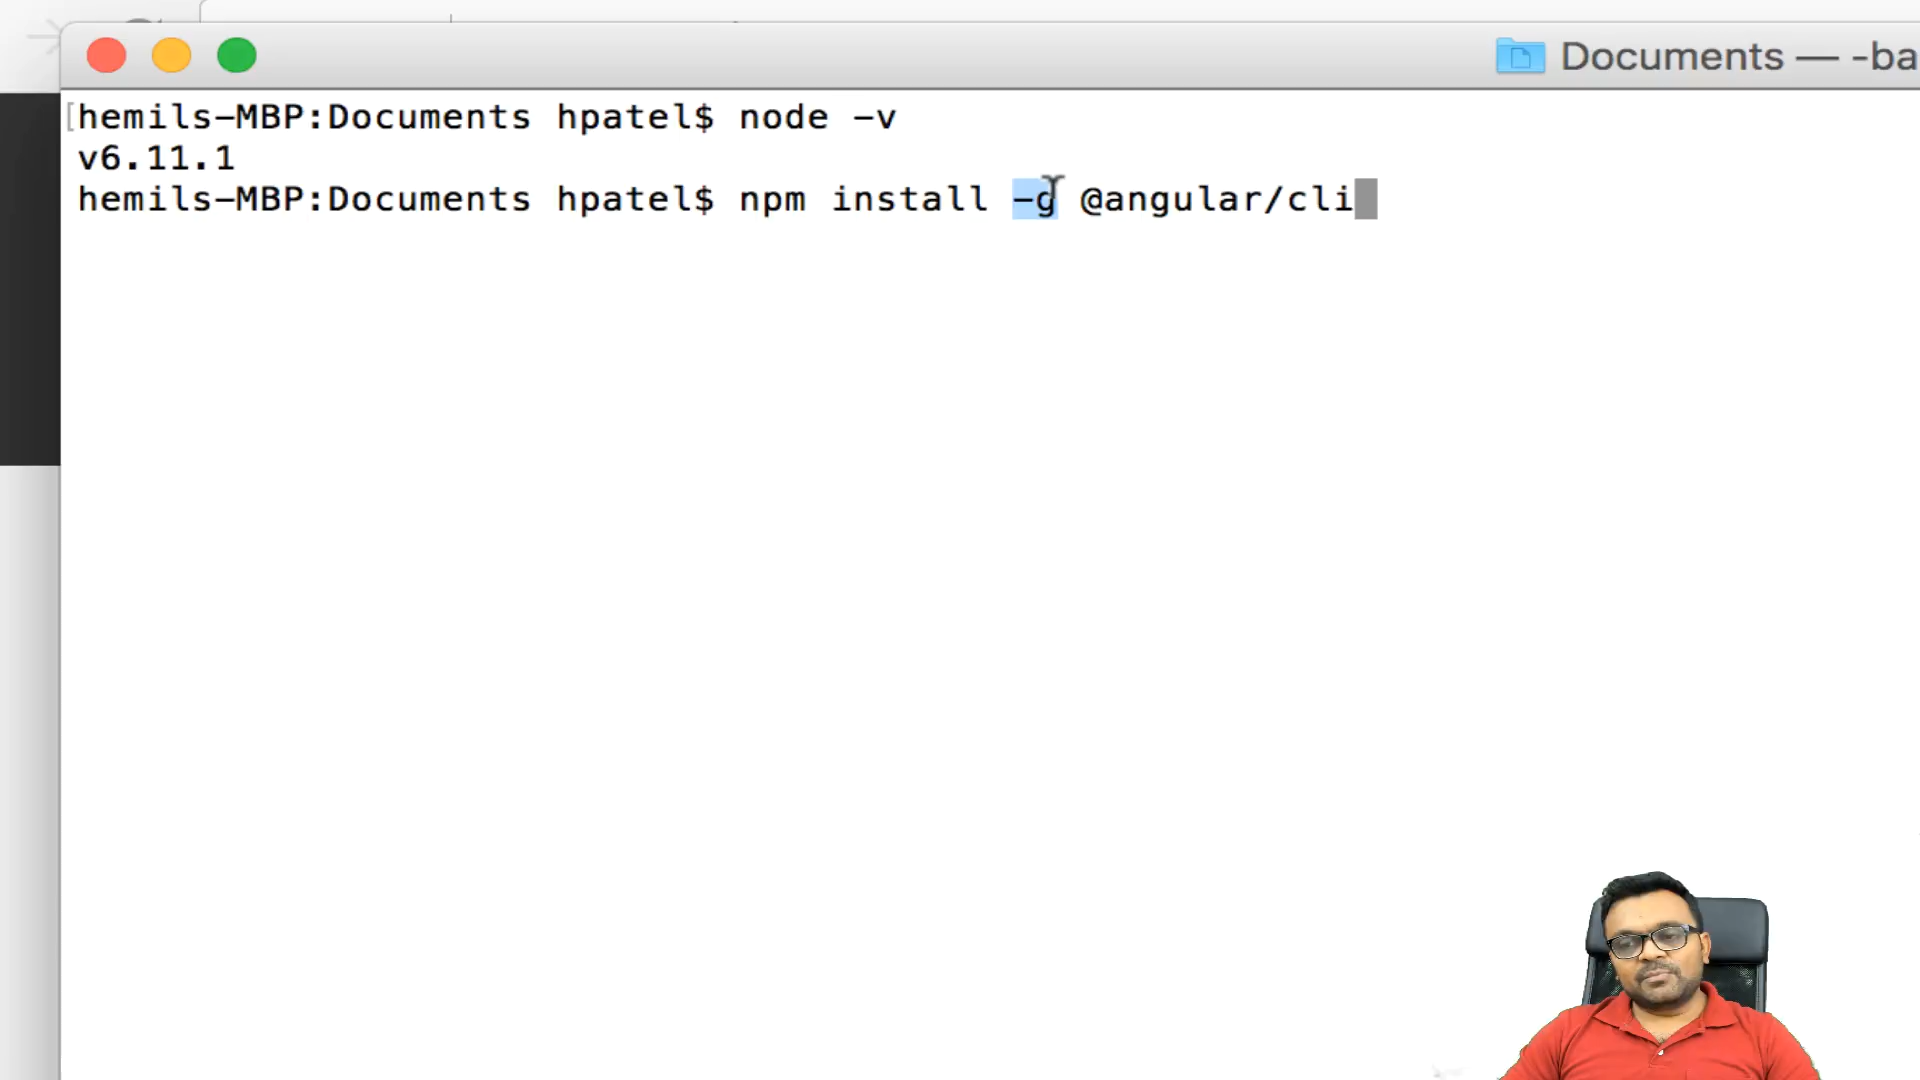 Documents — -ba
hemils-MBP:Documents hpatel$ node -v
v6.11.1
hemils-MBP:Documents hpatel$ npm install -g @angular/cli